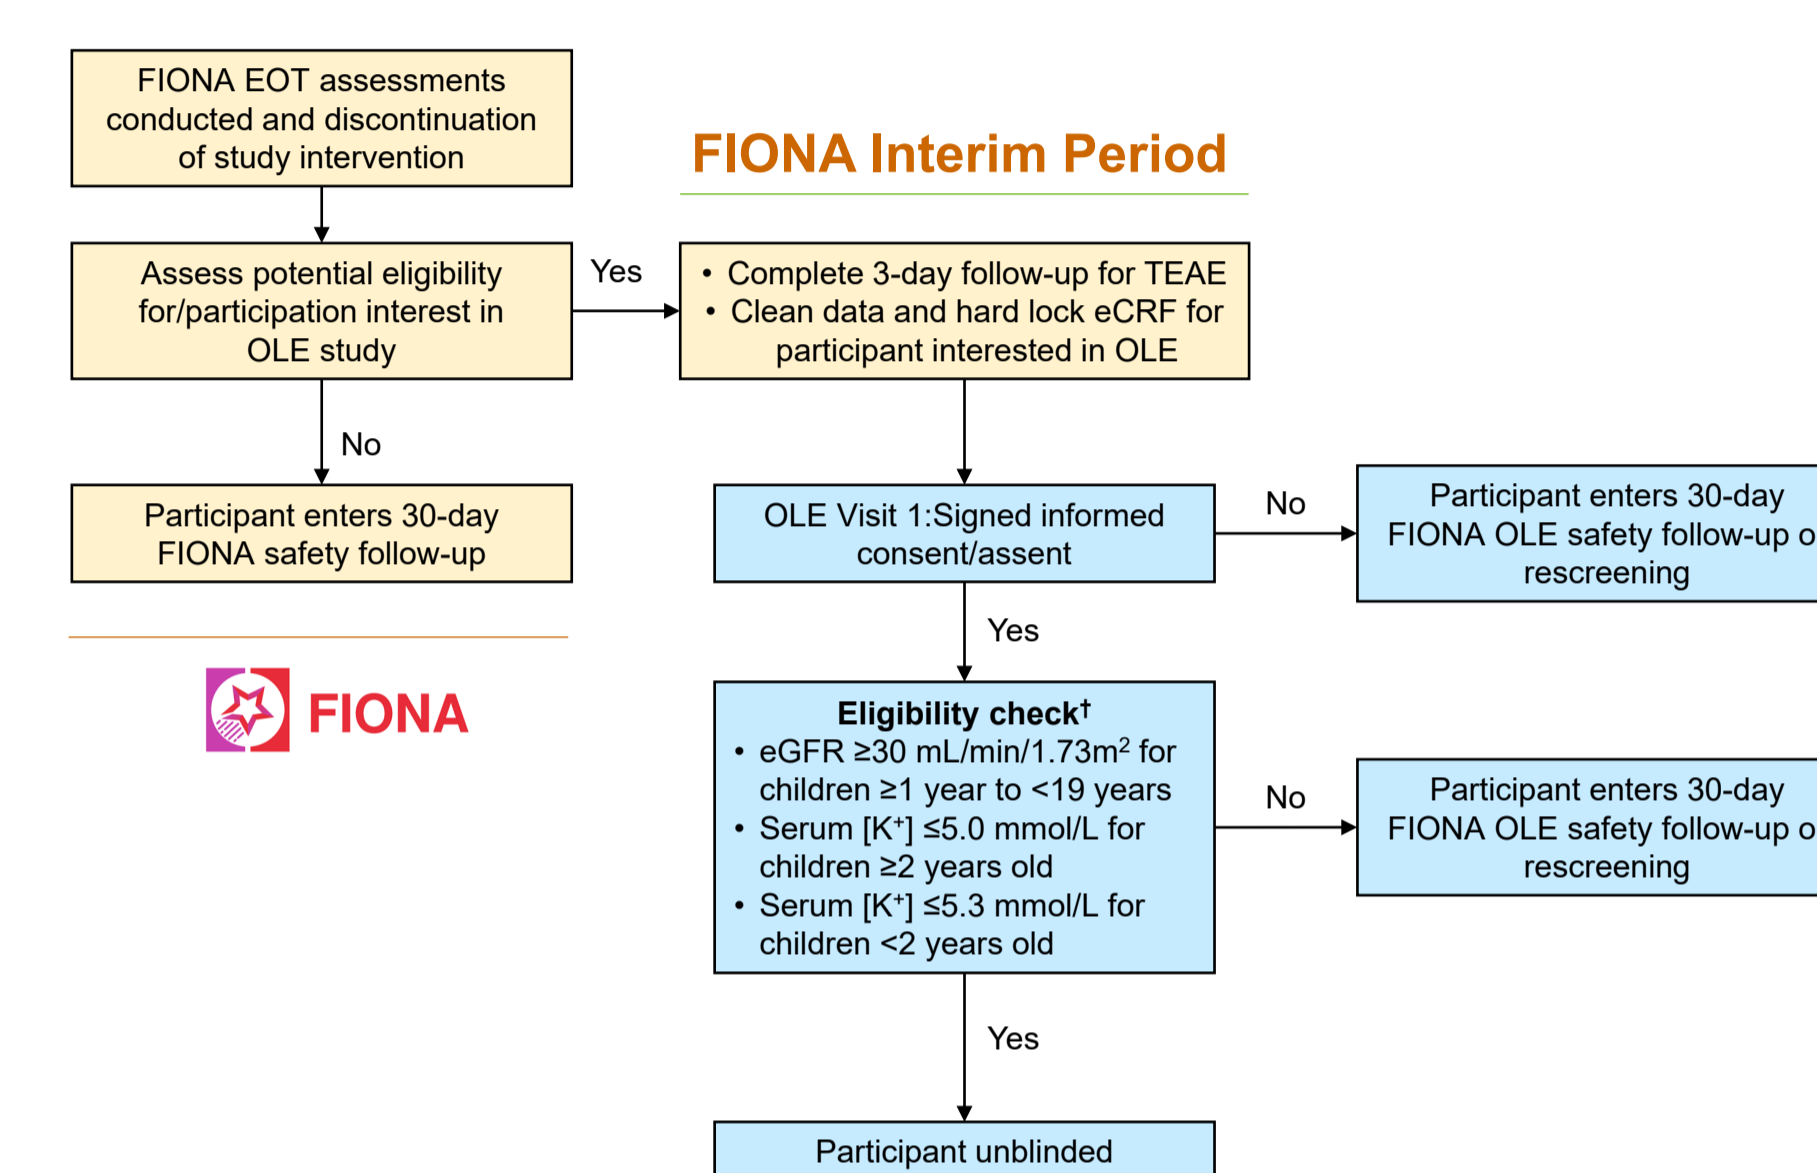 FIONA EOT assessments
conducted and discontinuation
of study intervention
FIONA Interim Period
Assess potential eligibility
for/participation interest in
OLE study
Yes
• Complete 3-day follow-up for TEAE
• Clean data and hard lock eCRF for
participant interested in OLE
No
Participant enters 30-day
FIONA safety follow-up
OLE Visit 1:Signed informed
consent/assent
No
Participant enters 30-day
FIONA OLE safety follow-up
rescreening
Yes
FIONA
Eligibility check†
• eGFR ≥30 mL/min/1.73m² for
children ≥1 year to <19 years
• Serum [K⁺] ≤5.0 mmol/L for
children ≥2 years old
• Serum [K⁺] ≤5.3 mmol/L for
children <2 years old
No
Participant enters 30-day
FIONA OLE safety follow-up
rescreening
Yes
Participant unblinded